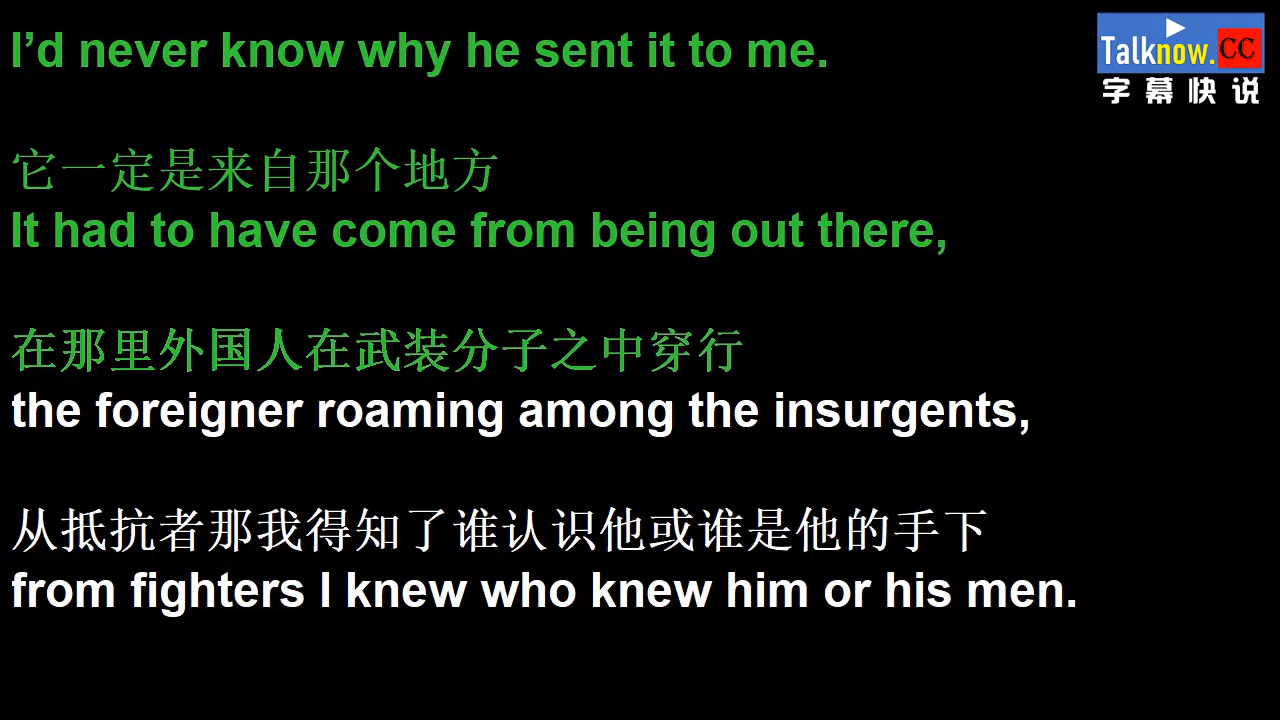 I’d never know why he sent it to me.
Talknow.CC
字幕快说
它一定是来自那个地方
It had to have come from being out there,
在那里外国人在武装分子之中穿行
the foreigner roaming among the insurgents,
从抵抗者那我得知了谁认识他或谁是他的手下
from fighters I knew who knew him or his men.